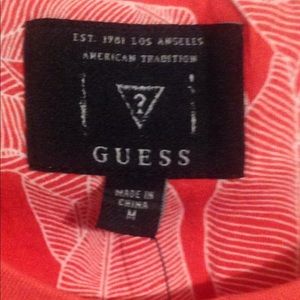 EST. 1981 LOS ANGELES
AMERICAN TRADITION
?
GUESS
MADE IN
CHINA
M